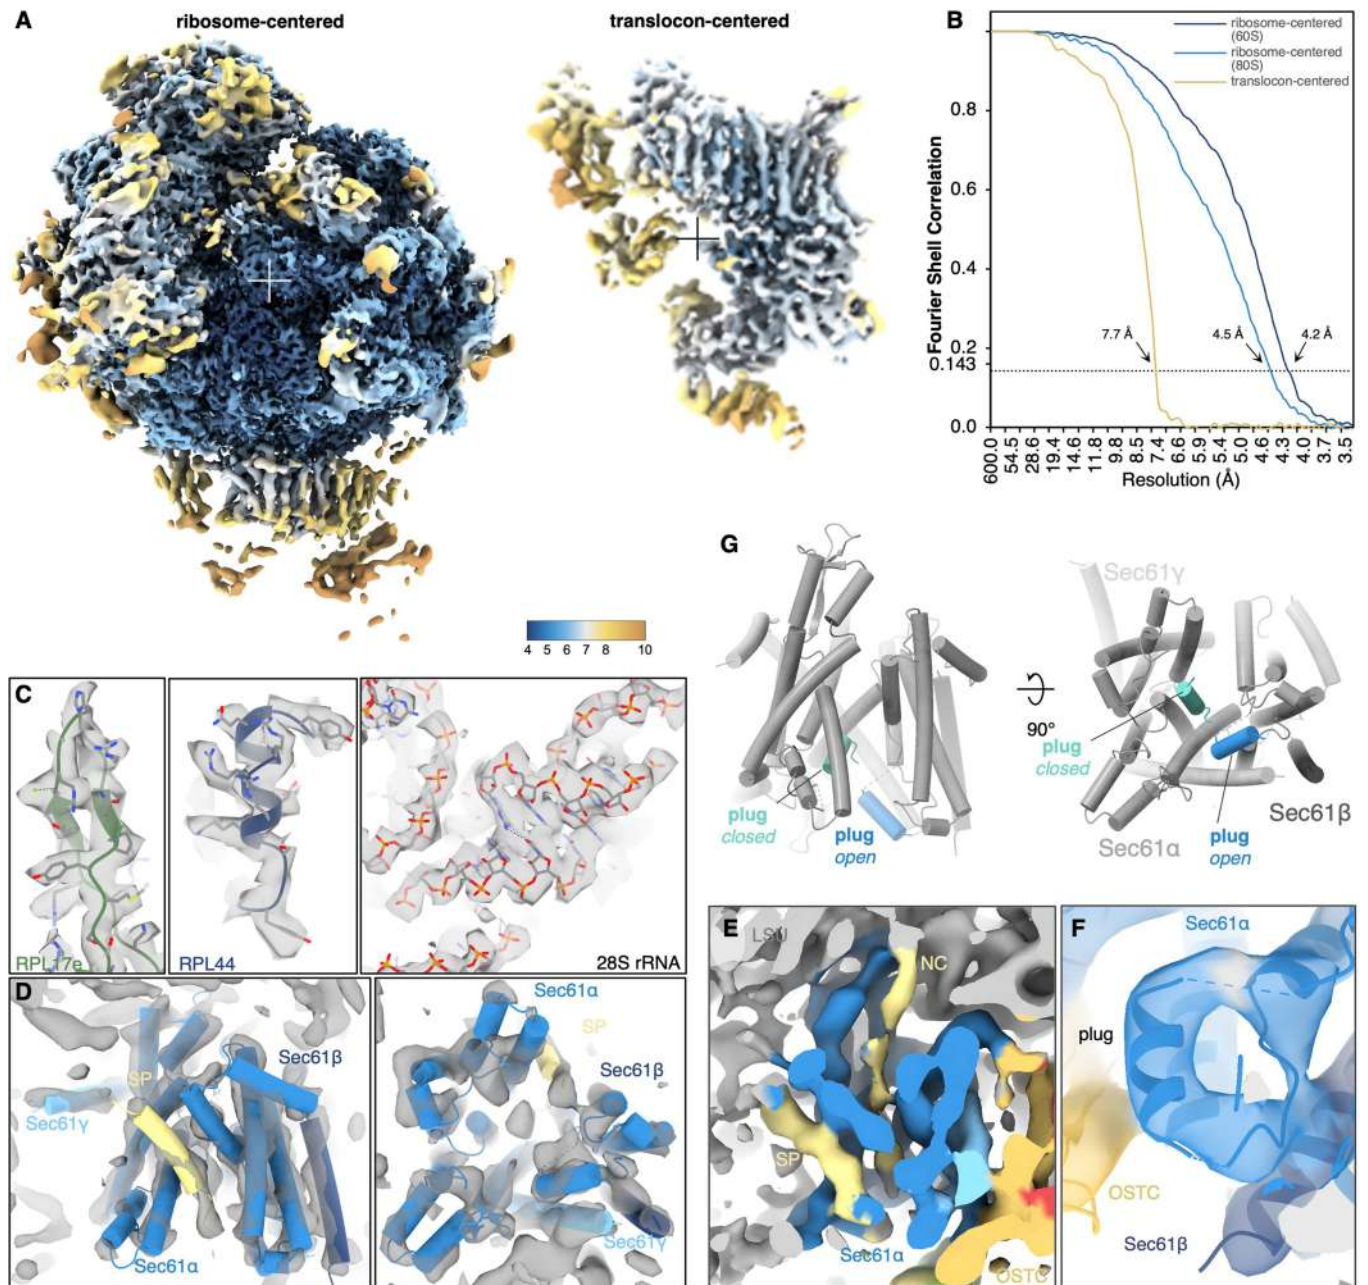 A
ribosome-centered
translocon-centered
4 5 6 7 8 10
B
ribosome-centered
(60S)
ribosome-centered
(80S)
translocon-centered
Fourier Shell Correlation
0.8
0.6
0.4
0.2
0.143
0.0
7.7 Å
4.5 Å
4.2 Å
600.0 54.5 28.6 19.4 14.6 11.8 9.8 8.5 7.4 6.6 5.9 5.4 5.0 4.6 4.3 4.0 3.7 3.5
Resolution (Å)
C
RPL17e
RPL44
28S rRNA
D
SP
Sec61β
Sec61γ
Sec61α
Sec61α
SP
Sec61β
Sec61γ
G
plug
closed
plug
open
90°
Sec61γ
plug
closed
Sec61β
Sec61α
plug
open
E
LSU
NC
SP
Sec61α
OSTC
F
Sec61α
plug
OSTC
Sec61β